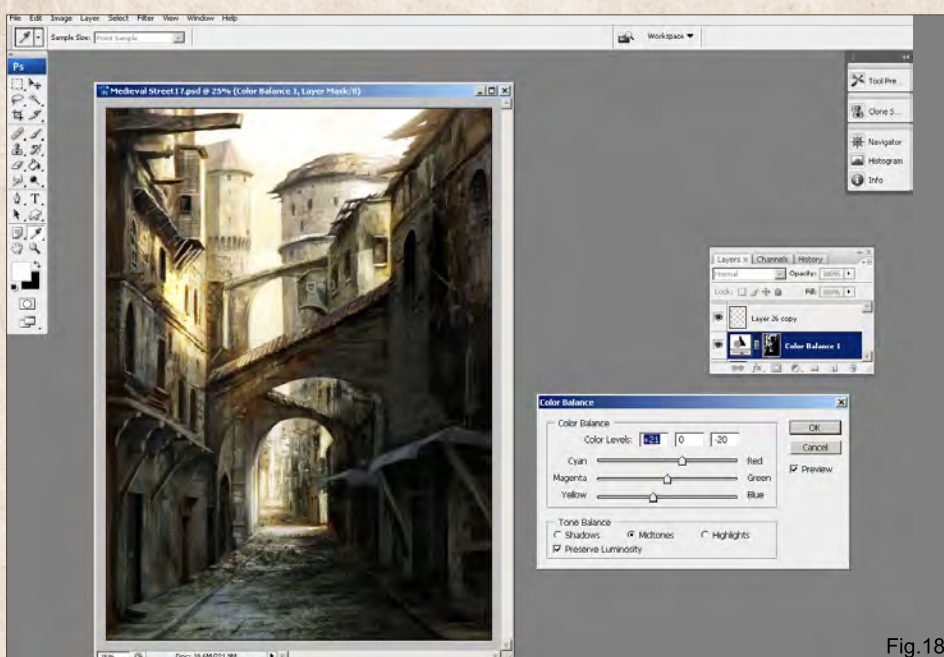 File Edit Image Layer Select Filter View Window Help
Sample Size: Point Sample
Workspace
Ps
Medieval Street17.psd @ 25% (Color Balance 1, Layer Mask/8)
Tool Pre...
Clone S...
Navigator
Histogram
Info
T
Layers x Channels History
Normal Opacity: 100%
Lock: Fill: 100%
Layer 26 copy
Color Balance 1
fx
Color Balance
Color Balance
Color Levels: +21 0 -20
Cyan Red
Magenta Green
Yellow Blue
OK
Cancel
Preview
Tone Balance
Shadows Midtones Highlights
Preserve Luminosity
Fig.18